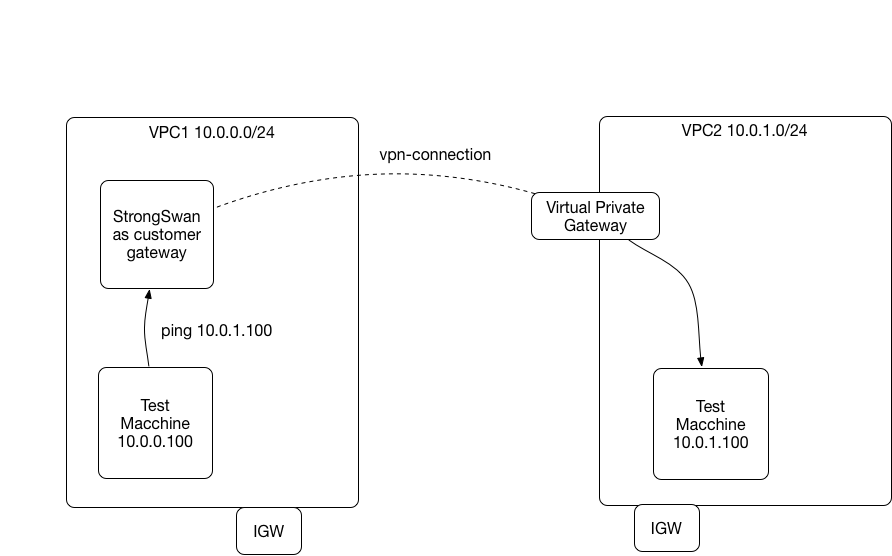 VPC1 10.0.0.0/24
VPC2 10.0.1.0/24
vpn-connection
StrongSwan
as customer
gateway
Virtual Private
Gateway
ping 10.0.1.100
Test
Macchine
10.0.0.100
Test
Macchine
10.0.1.100
IGW
IGW